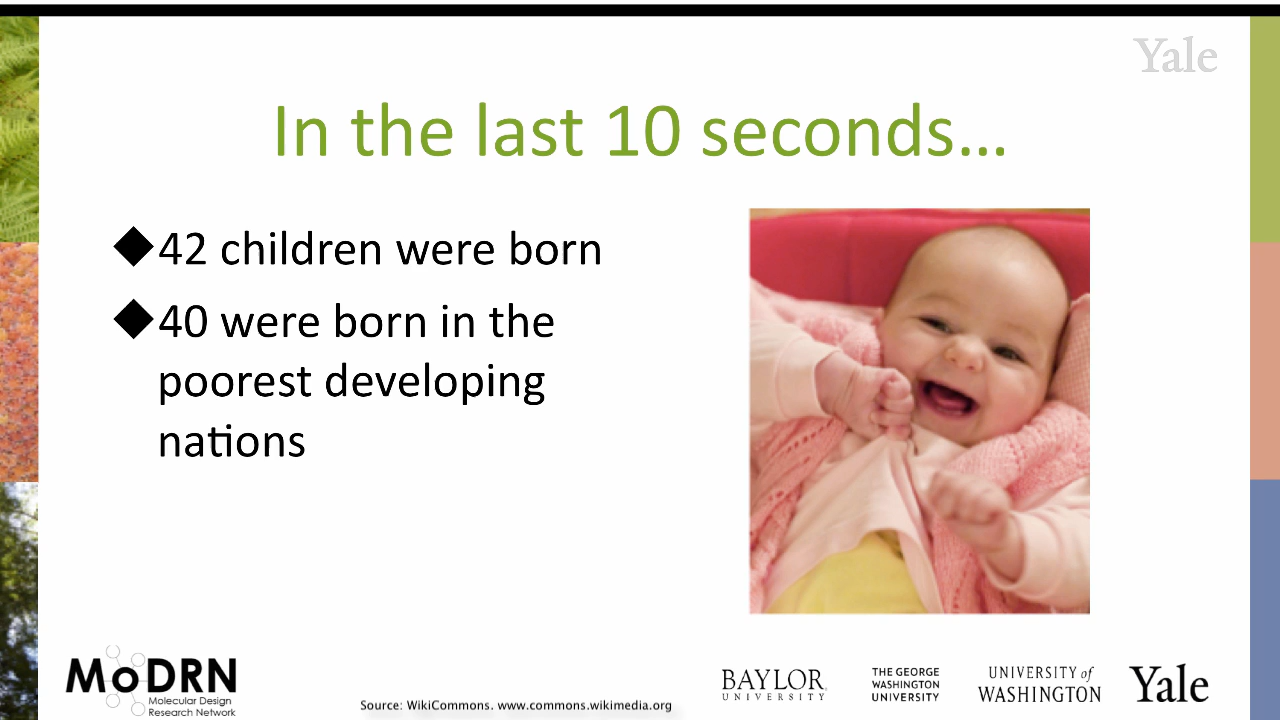 Yale
In the last 10 seconds...
◆42 children were born
◆40 were born in the
poorest developing
nations
MoDRN
Molecular Design
Research Network
Source: WikiCommons. www.commons.wikimedia.org
BAYLOR
UNIVERSITY
THE GEORGE
WASHINGTON
UNIVERSITY
UNIVERSITY of
WASHINGTON
Yale